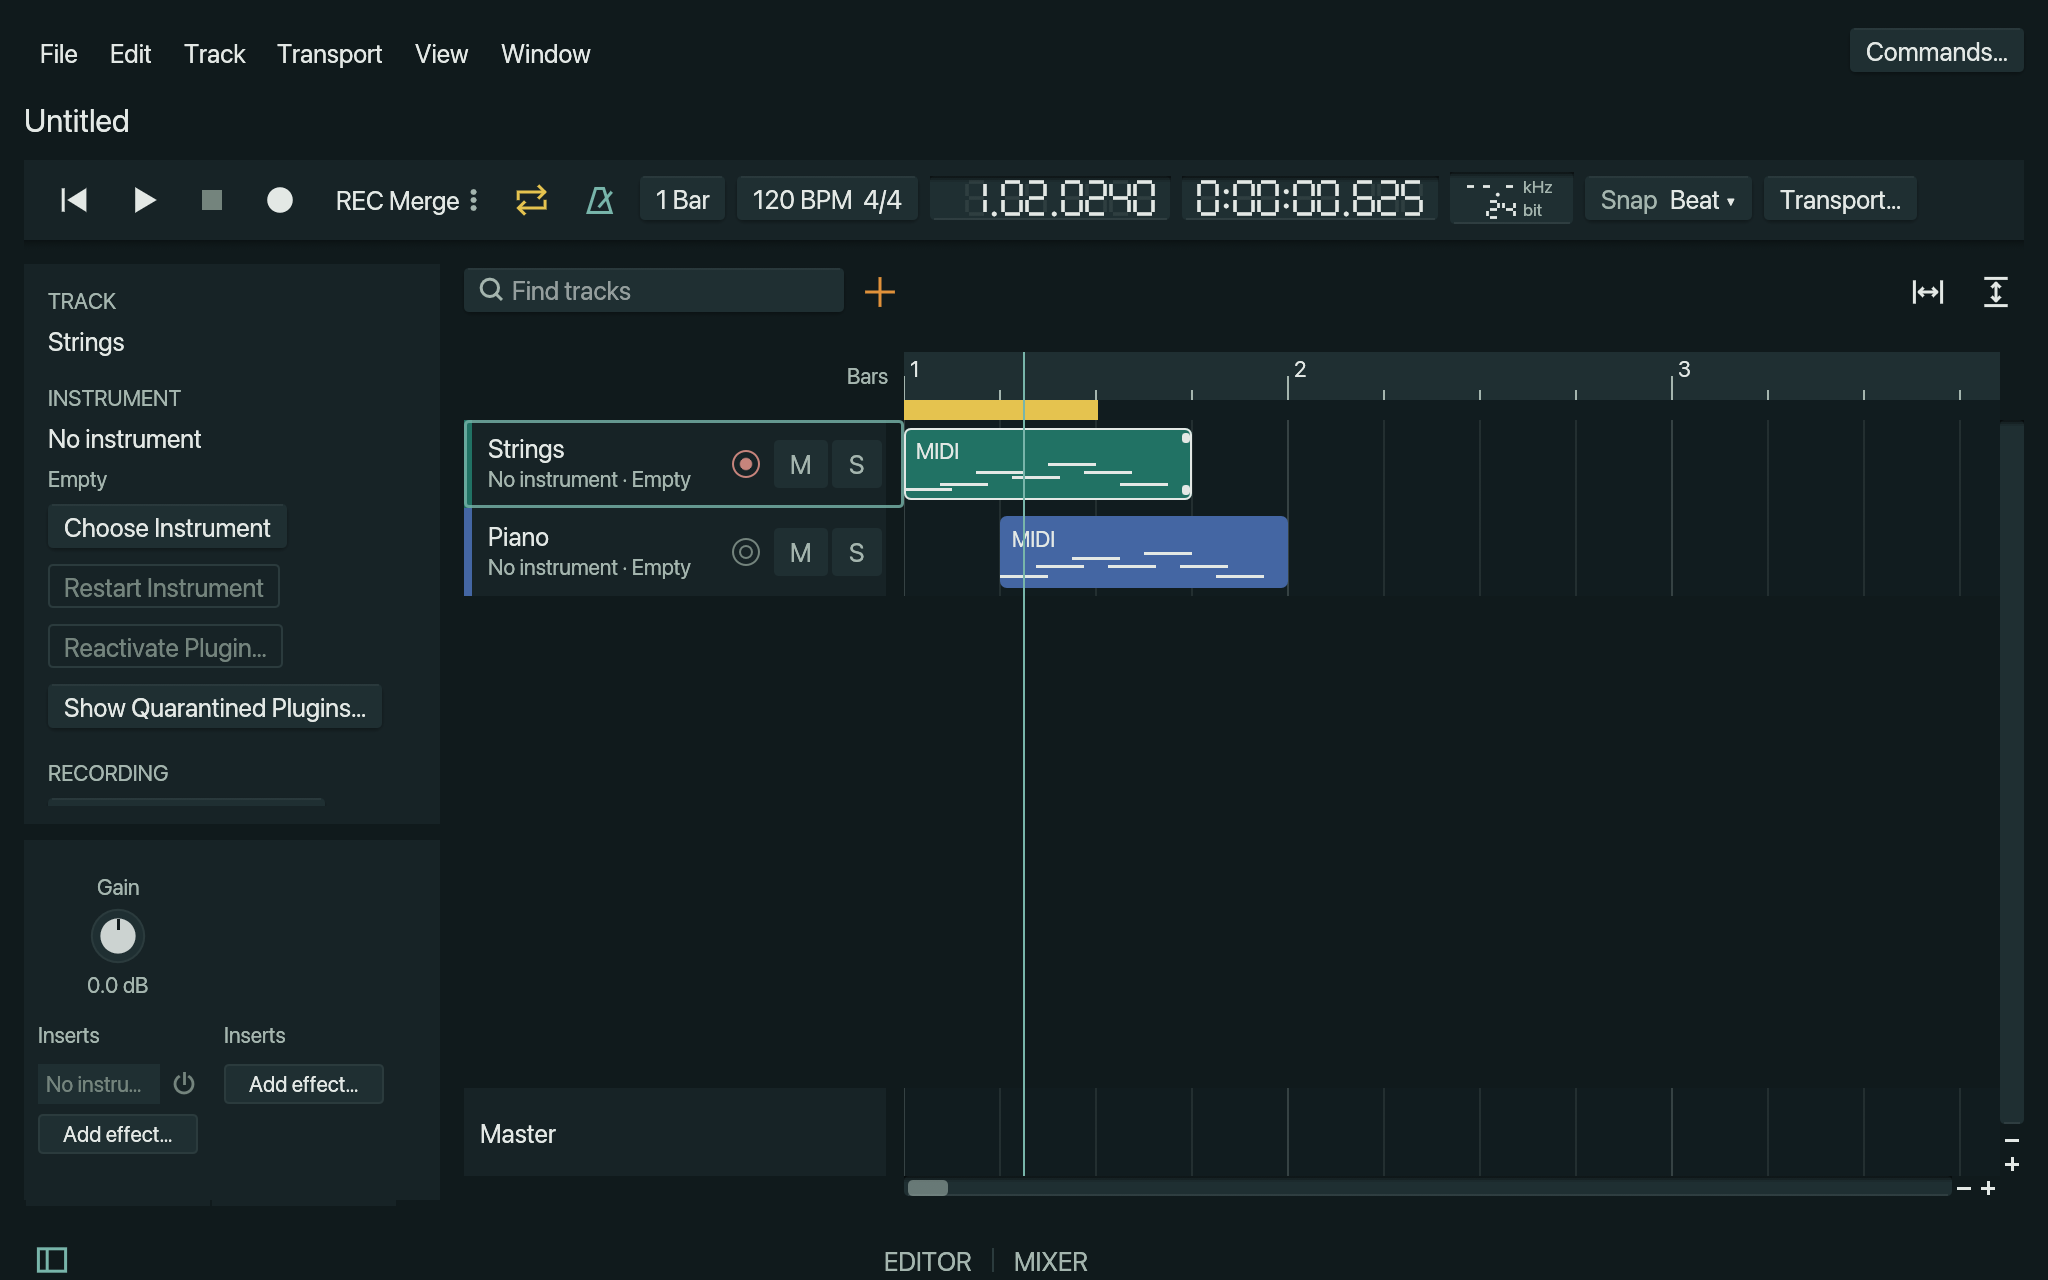 File Edit Track Transport View Window Commands...
Untitled
REC Merge 1 Bar 120 BPM 4/4 1.02.0240 0:00:00.625 kHz bit Snap Beat Transport...
TRACK
Strings
INSTRUMENT
No instrument
Empty
Choose Instrument
Restart Instrument
Reactivate Plugin...
Show Quarantined Plugins...
RECORDING
Gain
0.0 dB
Inserts Inserts
No instru... Add effect...
Add effect...
Find tracks
Bars 1 2 3
Strings
No instrument · Empty
M S
MIDI
Piano
No instrument · Empty
M S
MIDI
Master
EDITOR MIXER